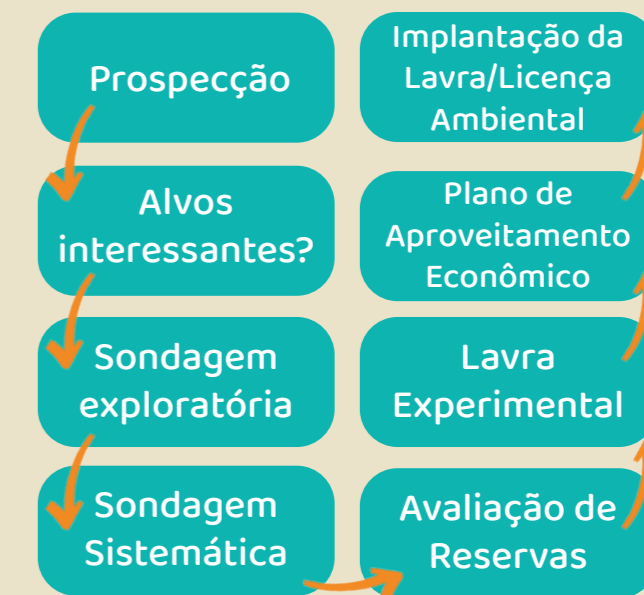 Prospecção
Alvos
interessantes?
Sondagem
exploratória
Sondagem
Sistemática
Avaliação de
Reservas
Lavra
Experimental
Plano de
Aproveitamento
Econômico
Implantação da
Lavra/Licença
Ambiental